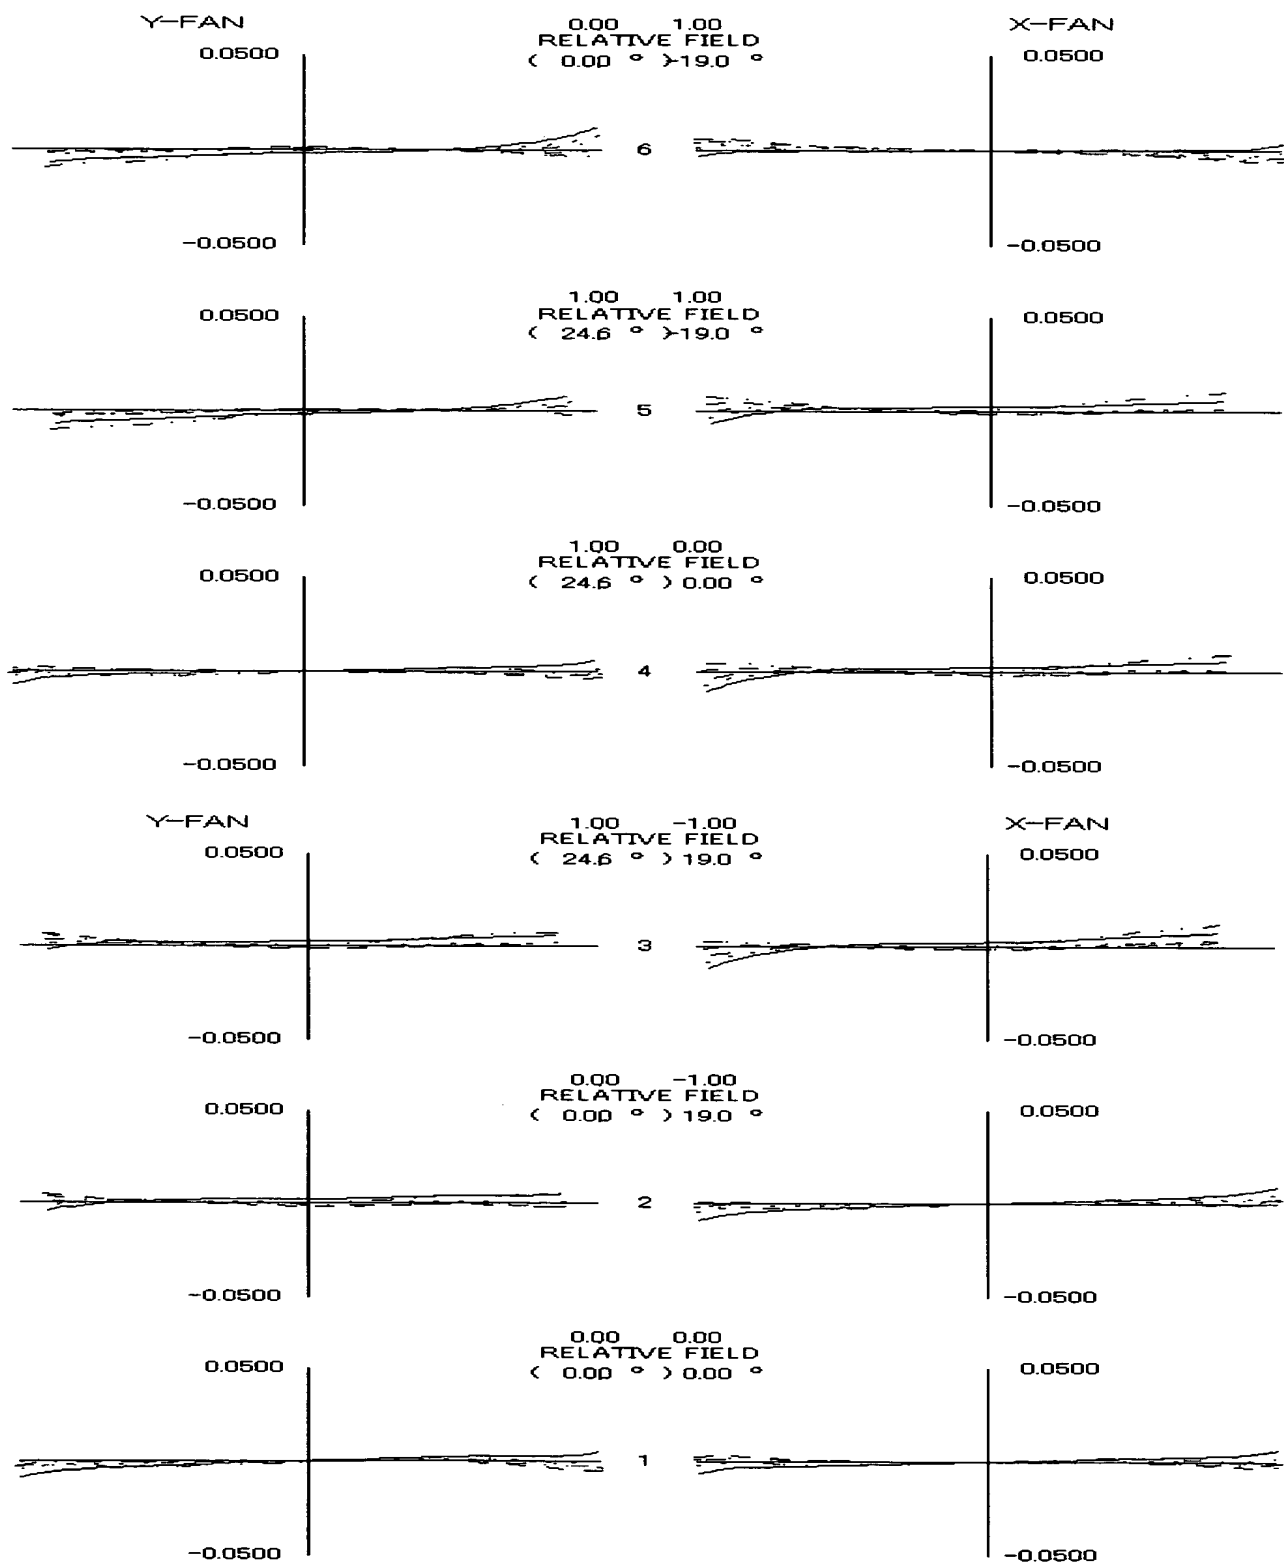 Y-FAN 0.00 1.00 X-FAN
RELATIVE FIELD
0.0500 ( 0.00 ° )-19.0 ° 0.0500
6
-0.0500 -0.0500
1.00 1.00
0.0500 RELATIVE FIELD 0.0500
( 24.6 ° )-19.0 °
5
-0.0500 -0.0500
1.00 0.00
RELATIVE FIELD
0.0500 ( 24.6 ° ) 0.00 ° 0.0500
4
-0.0500 -0.0500
Y-FAN 1.00 -1.00 X-FAN
RELATIVE FIELD
0.0500 ( 24.6 ° ) 19.0 ° 0.0500
3
-0.0500 -0.0500
0.00 -1.00
RELATIVE FIELD
0.0500 ( 0.00 ° ) 19.0 ° 0.0500
2
-0.0500 -0.0500
0.00 0.00
RELATIVE FIELD
0.0500 ( 0.00 ° ) 0.00 ° 0.0500
1
-0.0500 -0.0500